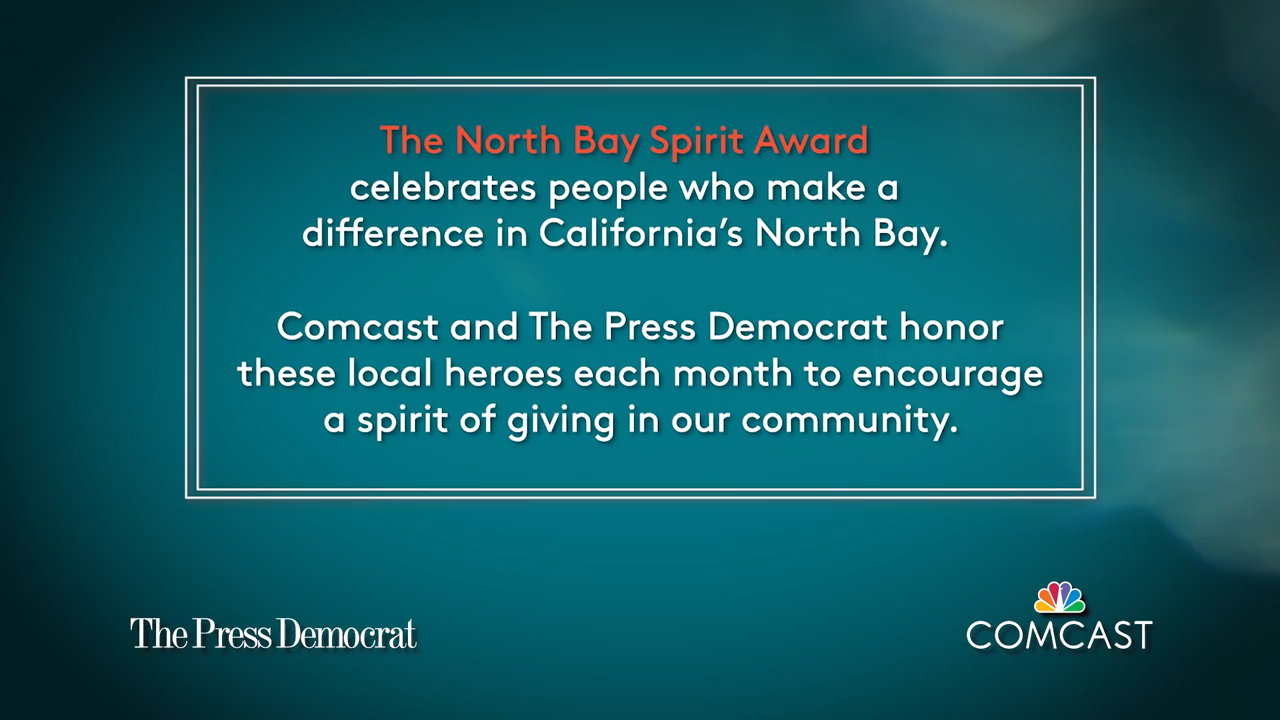 The North Bay Spirit Award
celebrates people who make a
difference in California’s North Bay.
Comcast and The Press Democrat honor
these local heroes each month to encourage
a spirit of giving in our community.
The Press Democrat
COMCAST